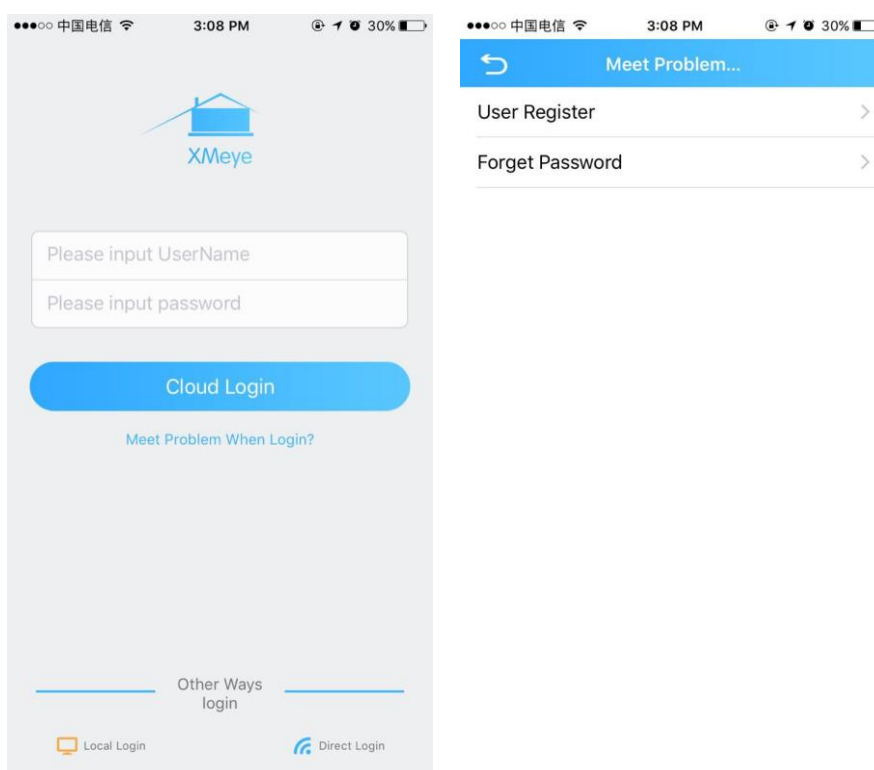 中国电信 3:08 PM 30%
XMeye
Please input UserName
Please input password
Cloud Login
Meet Problem When Login?
Other Ways
login
Local Login Direct Login
中国电信 3:08 PM 30%
Meet Problem...
User Register
Forget Password